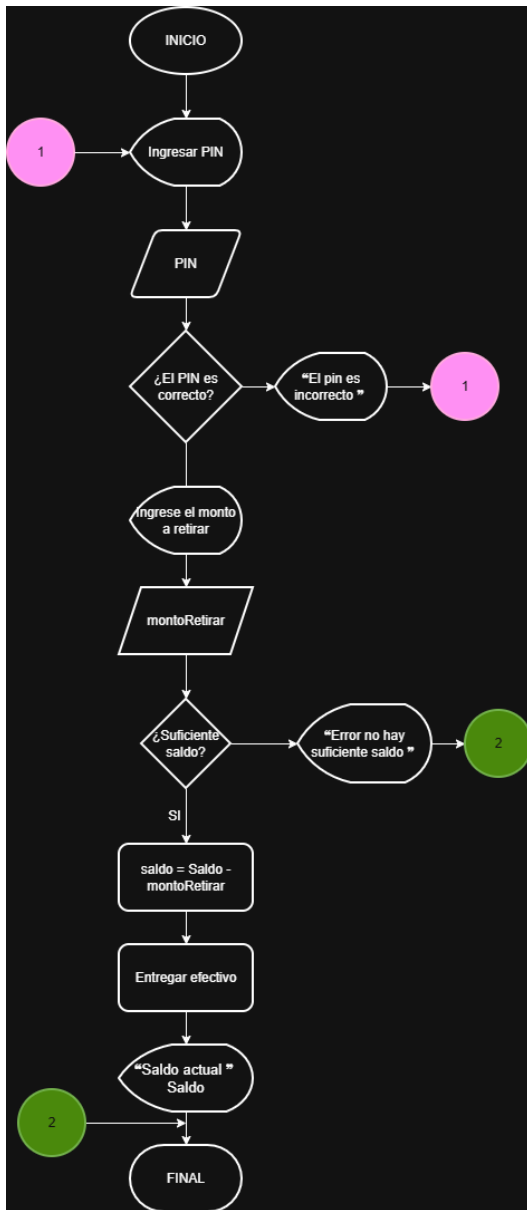 INICIO
1
Ingresar PIN
PIN
¿El PIN es
correcto?
❝El pin es
incorrecto ❞
1
Ingrese el monto
a retirar
montoRetirar
¿Suficiente
saldo?
❝Error no hay
suficiente saldo ❞
2
SI
saldo = Saldo -
montoRetirar
Entregar efectivo
❝Saldo actual ❞
Saldo
2
FINAL